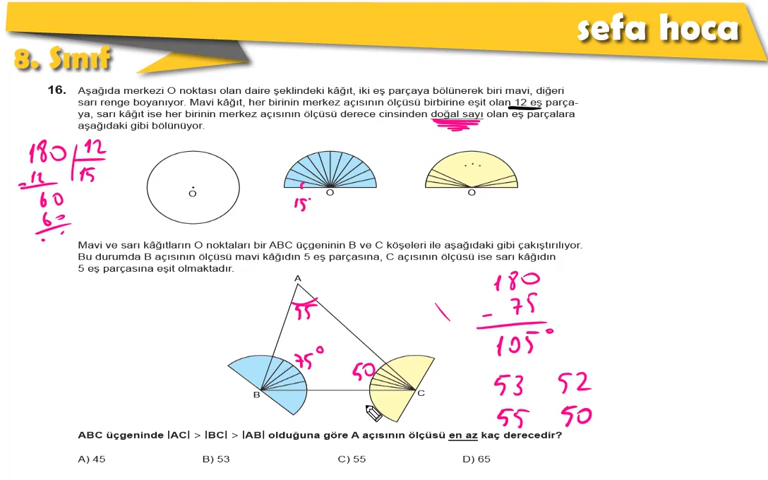 sefa hoca
8. Sınıf
16. Aşağıda merkezi O noktası olan daire şeklindeki kâğıt, iki eş parçaya bölünerek biri mavi, diğeri
sarı renge boyanıyor. Mavi kâğıt, her birinin merkez açısının ölçüsü birbirine eşit olan 12 eş parça-
ya, sarı kâğıt ise her birinin merkez açısının ölçüsü derece cinsinden doğal sayı olan eş parçalara
aşağıdaki gibi bölünüyor.
180 12
- 12 15
60
60
O
O
15°
O
Mavi ve sarı kâğıtların O noktaları bir ABC üçgeninin B ve C köşeleri ile aşağıdaki gibi çakıştırılıyor.
Bu durumda B açısının ölçüsü mavi kâğıdın 5 eş parçasına, C açısının ölçüsü ise sarı kâğıdın
5 eş parçasına eşit olmaktadır.
A
55
75°
50
B
C
180
- 75
105°
53 52
55 50
ABC üçgeninde |AC| > |BC| > |AB| olduğuna göre A açısının ölçüsü en az kaç derecedir?
A) 45 B) 53 C) 55 D) 65